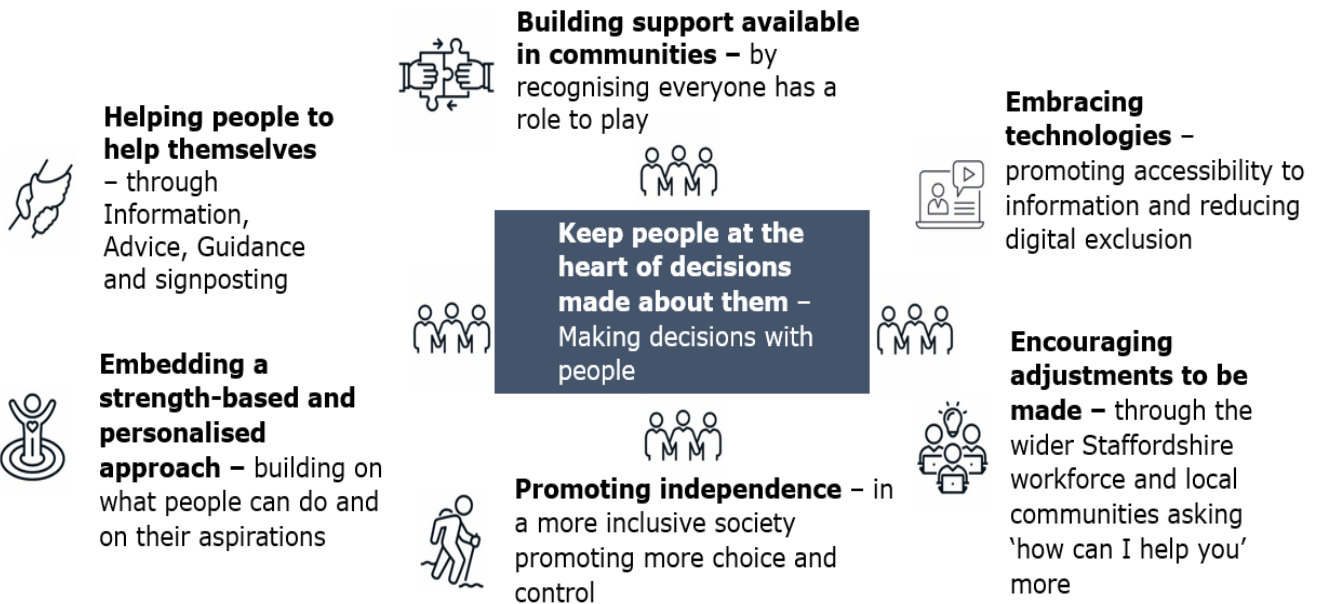 Building support available
in communities – by
recognising everyone has a
role to play
Helping people to
help themselves
– through
Information,
Advice, Guidance
and signposting
Embracing
technologies –
promoting accessibility to
information and reducing
digital exclusion
Keep people at the
heart of decisions
made about them –
Making decisions with
people
Embedding a
strength-based and
personalised
approach – building on
what people can do and
on their aspirations
Encouraging
adjustments to be
made – through the
wider Staffordshire
workforce and local
communities asking
‘how can I help you’
more
Promoting independence – in
a more inclusive society
promoting more choice and
control